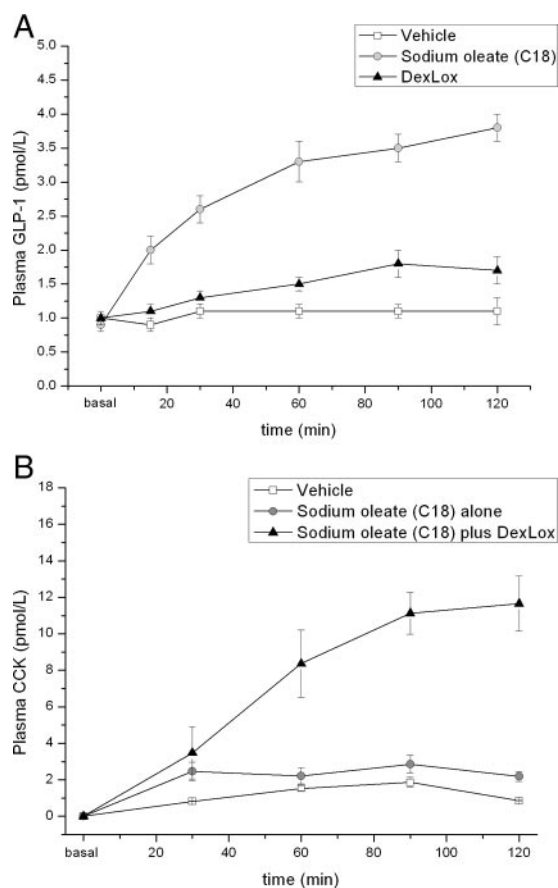 A
Vehicle
Sodium oleate (C18)
DexLox
Plasma GLP-1 (pmol/L)
5.0
4.5
4.0
3.5
3.0
2.5
2.0
1.5
1.0
0.5
0.0
basal 20 40 60 80 100 120
time (min)
B
Vehicle
Sodium oleate (C18) alone
Sodium oleate (C18) plus DexLox
Plasma CCK (pmol/L)
18
16
14
12
10
8
6
4
2
0
basal 20 40 60 80 100 120
time (min)